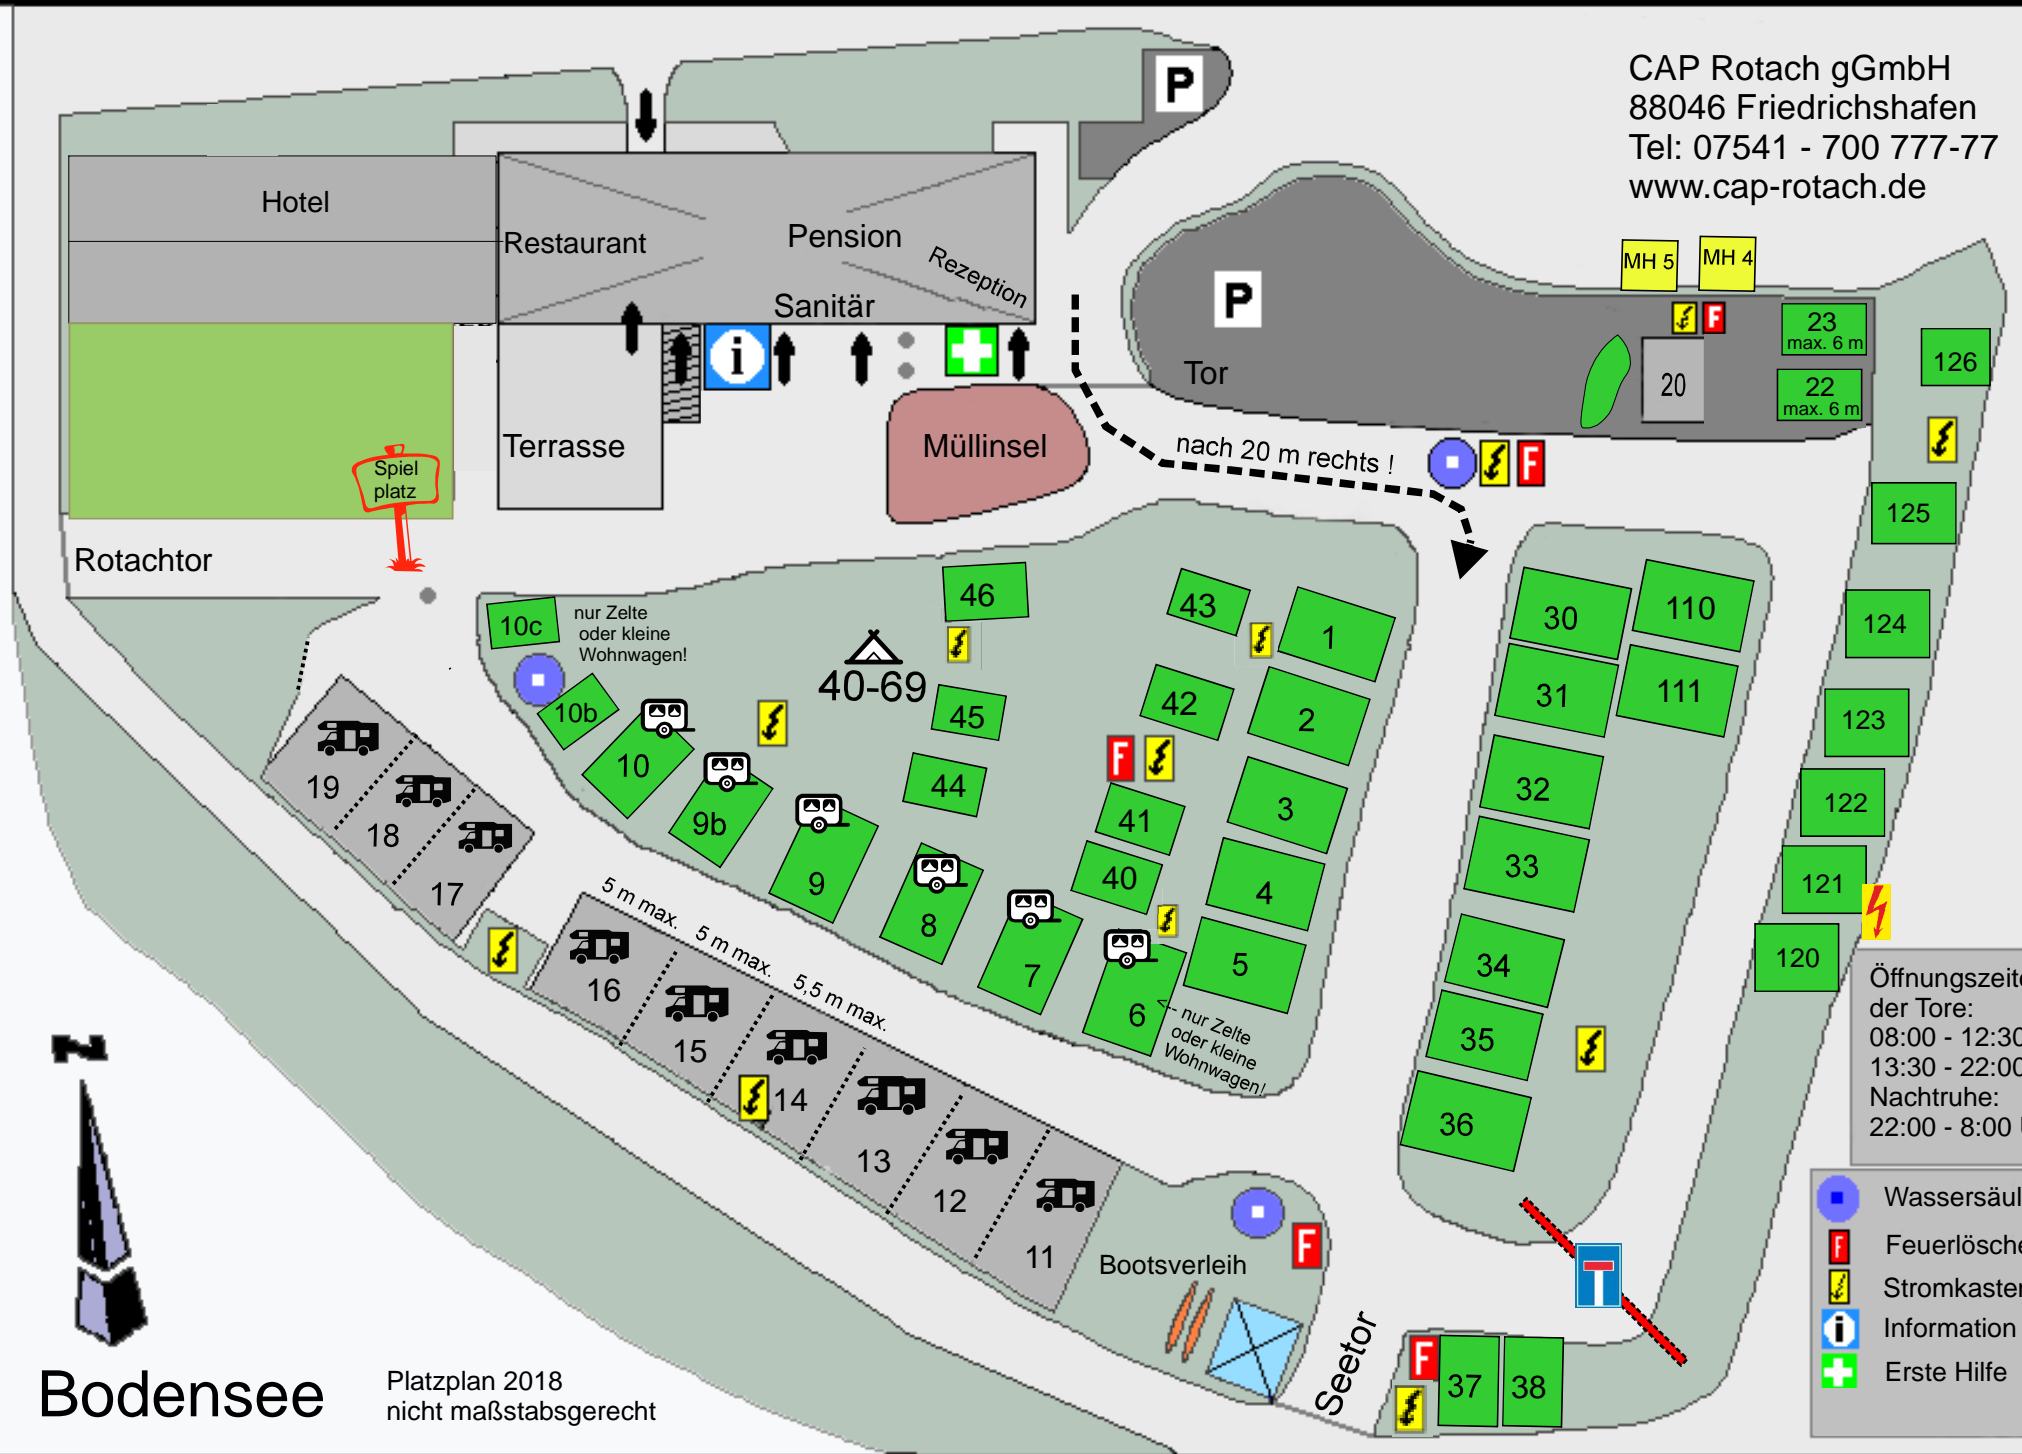 P
CAP Rotach gGmbH
88046 Friedrichshafen
Tel: 07541 - 700 777-77
www.cap-rotach.de
Hotel
Restaurant
Pension
Rezeption
Sanitär
i
P
Tor
MH 5
MH 4
F
23
max. 6 m
20
22
max. 6 m
126
Terrasse
Müllinsel
nach 20 m rechts !
F
Spiel
platz
125
Rotachtor
10c
nur Zelte
oder kleine
Wohnwagen!
46
43
1
30
110
124
40-69
10b
45
42
2
31
111
123
10
9b
44
F
41
3
32
122
19
18
17
9
40
4
33
121
8
7
6
5
34
120
<-- nur Zelte
oder kleine
Wohnwagen!
5 m max.
5 m max.
5,5 m max.
16
15
14
13
12
11
35
36
Öffnungszeite
der Tore:
08:00 - 12:30
13:30 - 22:00
Nachtruhe:
22:00 - 8:00
N
Bootsverleih
F
Seetor
F
37
38
Wassersäul
F Feuerlösche
Stromkasten
i Information
Erste Hilfe
Bodensee
Platzplan 2018
nicht maßstabsgerecht